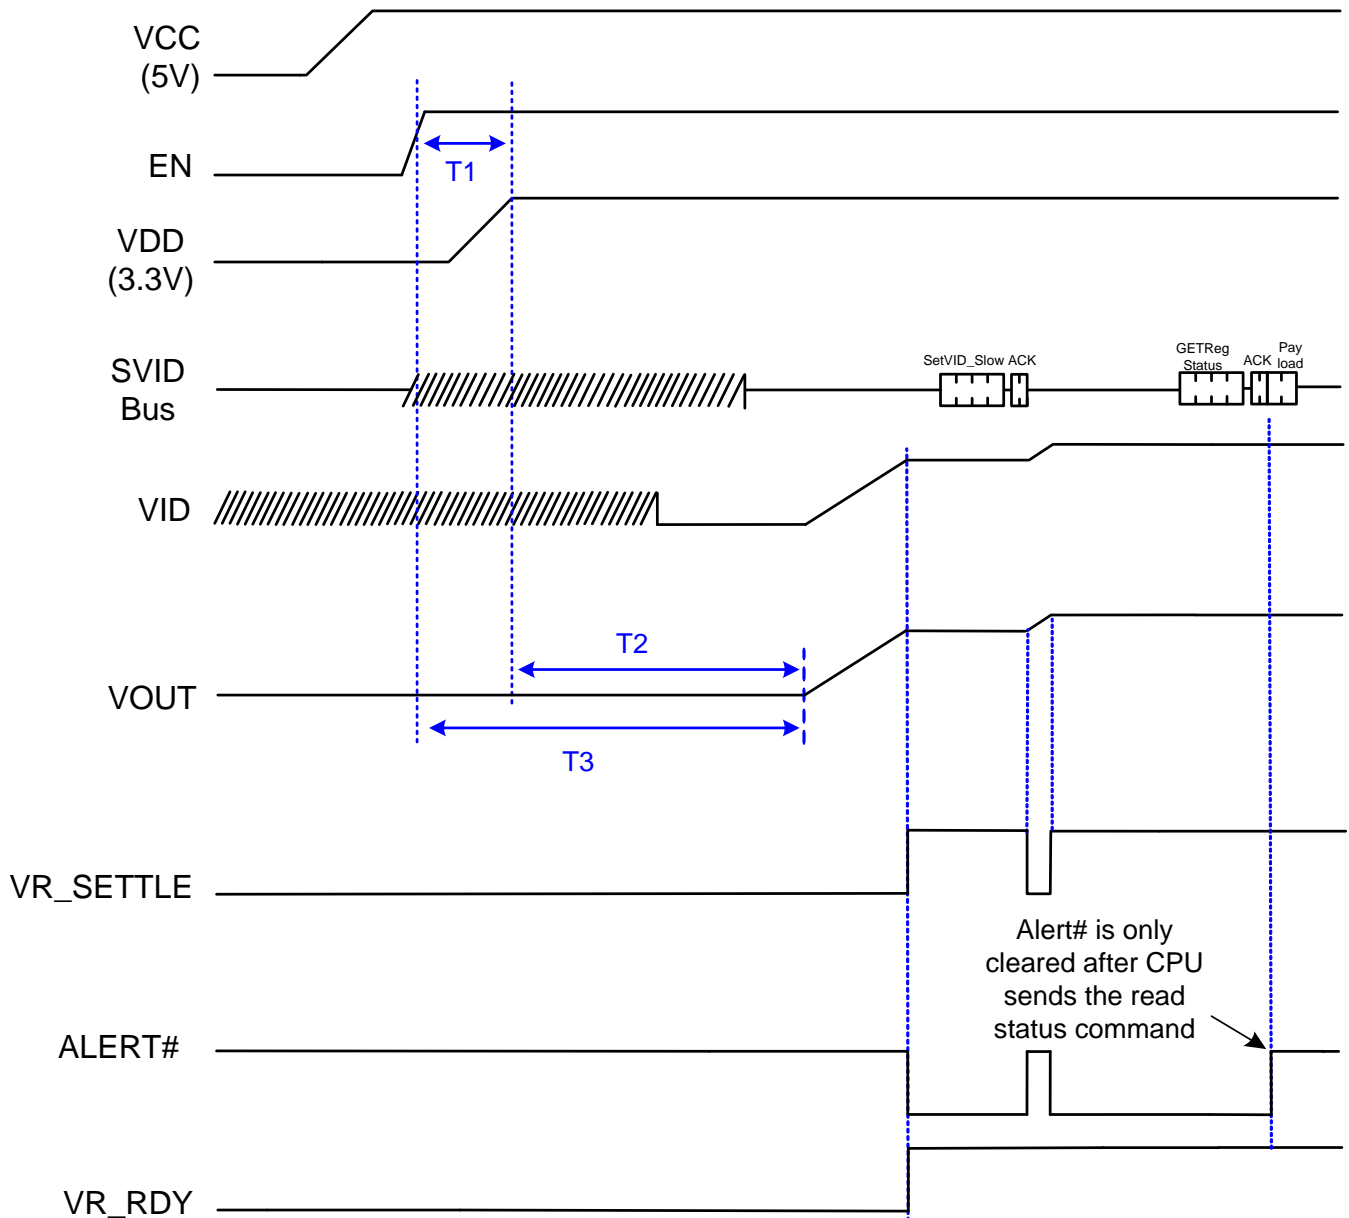 VCC
(5V)
EN
T1
VDD
(3.3V)
SVID
Bus
SetVID_Slow ACK
GETReg
Status
ACK
Pay
load
VID
T2
VOUT
T3
VR_SETTLE
Alert# is only
cleared after CPU
sends the read
status command
ALERT#
VR_RDY